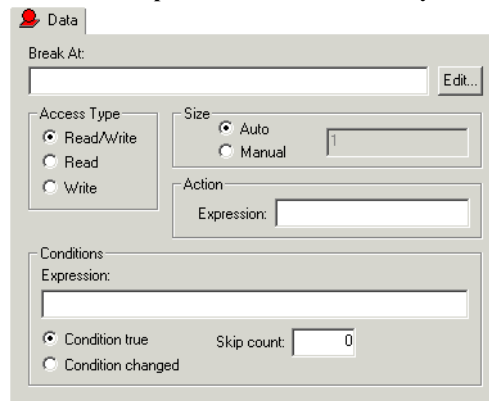 Data
Break At:
Edit...
Access Type
Read/Write
Read
Write
Size
Auto
Manual
1
Action
Expression:
Conditions
Expression:
Condition true
Condition changed
Skip count: 0